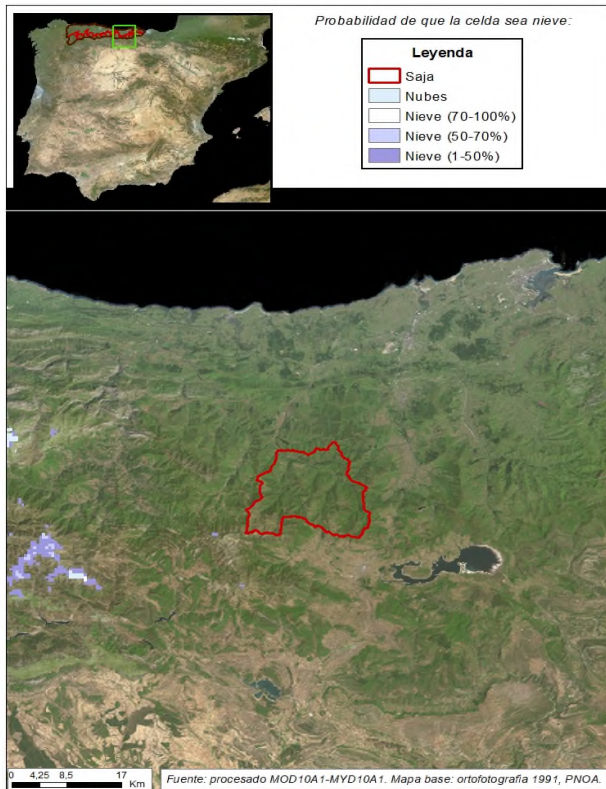 Probabilidad de que la celda sea nieve:
Leyenda
Saja
Nubes
Nieve (70-100%)
Nieve (50-70%)
Nieve (1-50%)
0 4,25 8,5 17
Km
Fuente: procesado MOD10A1-MYD10A1. Mapa base: ortofotografia 1991, PNOA.